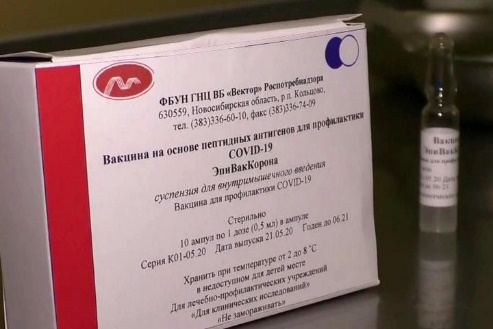 ФБУН ГНЦ ВБ «Вектор» Роспотребнадзора
630559, Новосибирская область, р.п. Кольцово,
тел. (383)336-60-10, факс (383)336-74-09
Вакцина на основе пептидных антигенов для профилактики
COVID-19
ЭпиВакКорона
суспензия для внутримышечного введения
Вакцина для профилактики COVID-19
Стерильно
10 ампул по 1 дозе (0,5 мл) в ампуле
Серия К01-05.20 Дата выпуска 21.05.20 Годен до 06.21
Хранить при температуре от 2 до 8 °C
в недоступном для детей месте
Для лечебно-профилактических учреждений
«Для клинических исследований»
«Не замораживать»
Вакцин
ЭпиВакКор